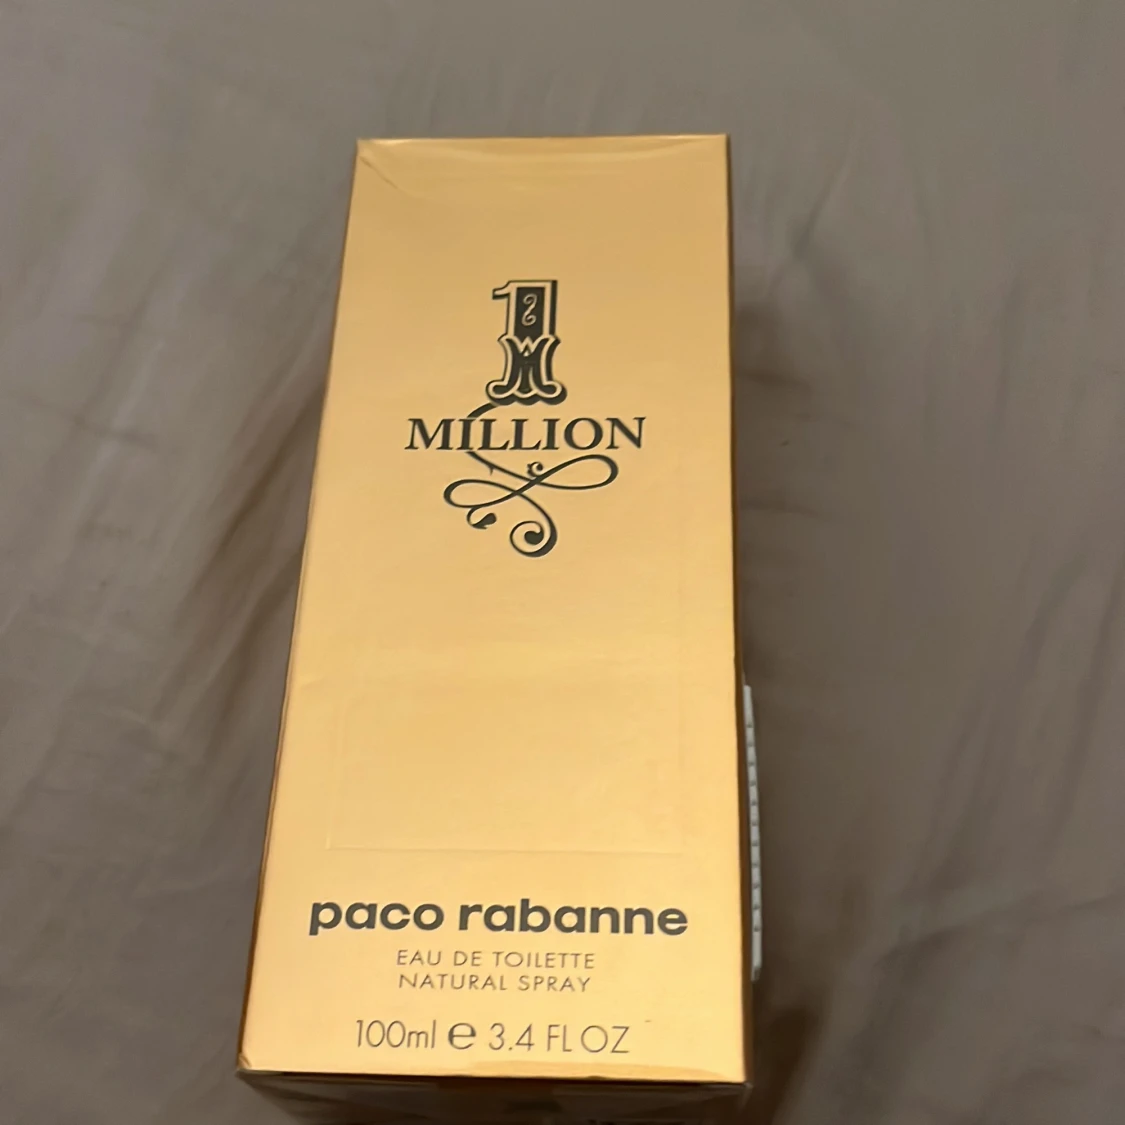 1
MILLION
paco rabanne
EAU DE TOILETTE
NATURAL SPRAY
100ml e 3.4 FL OZ